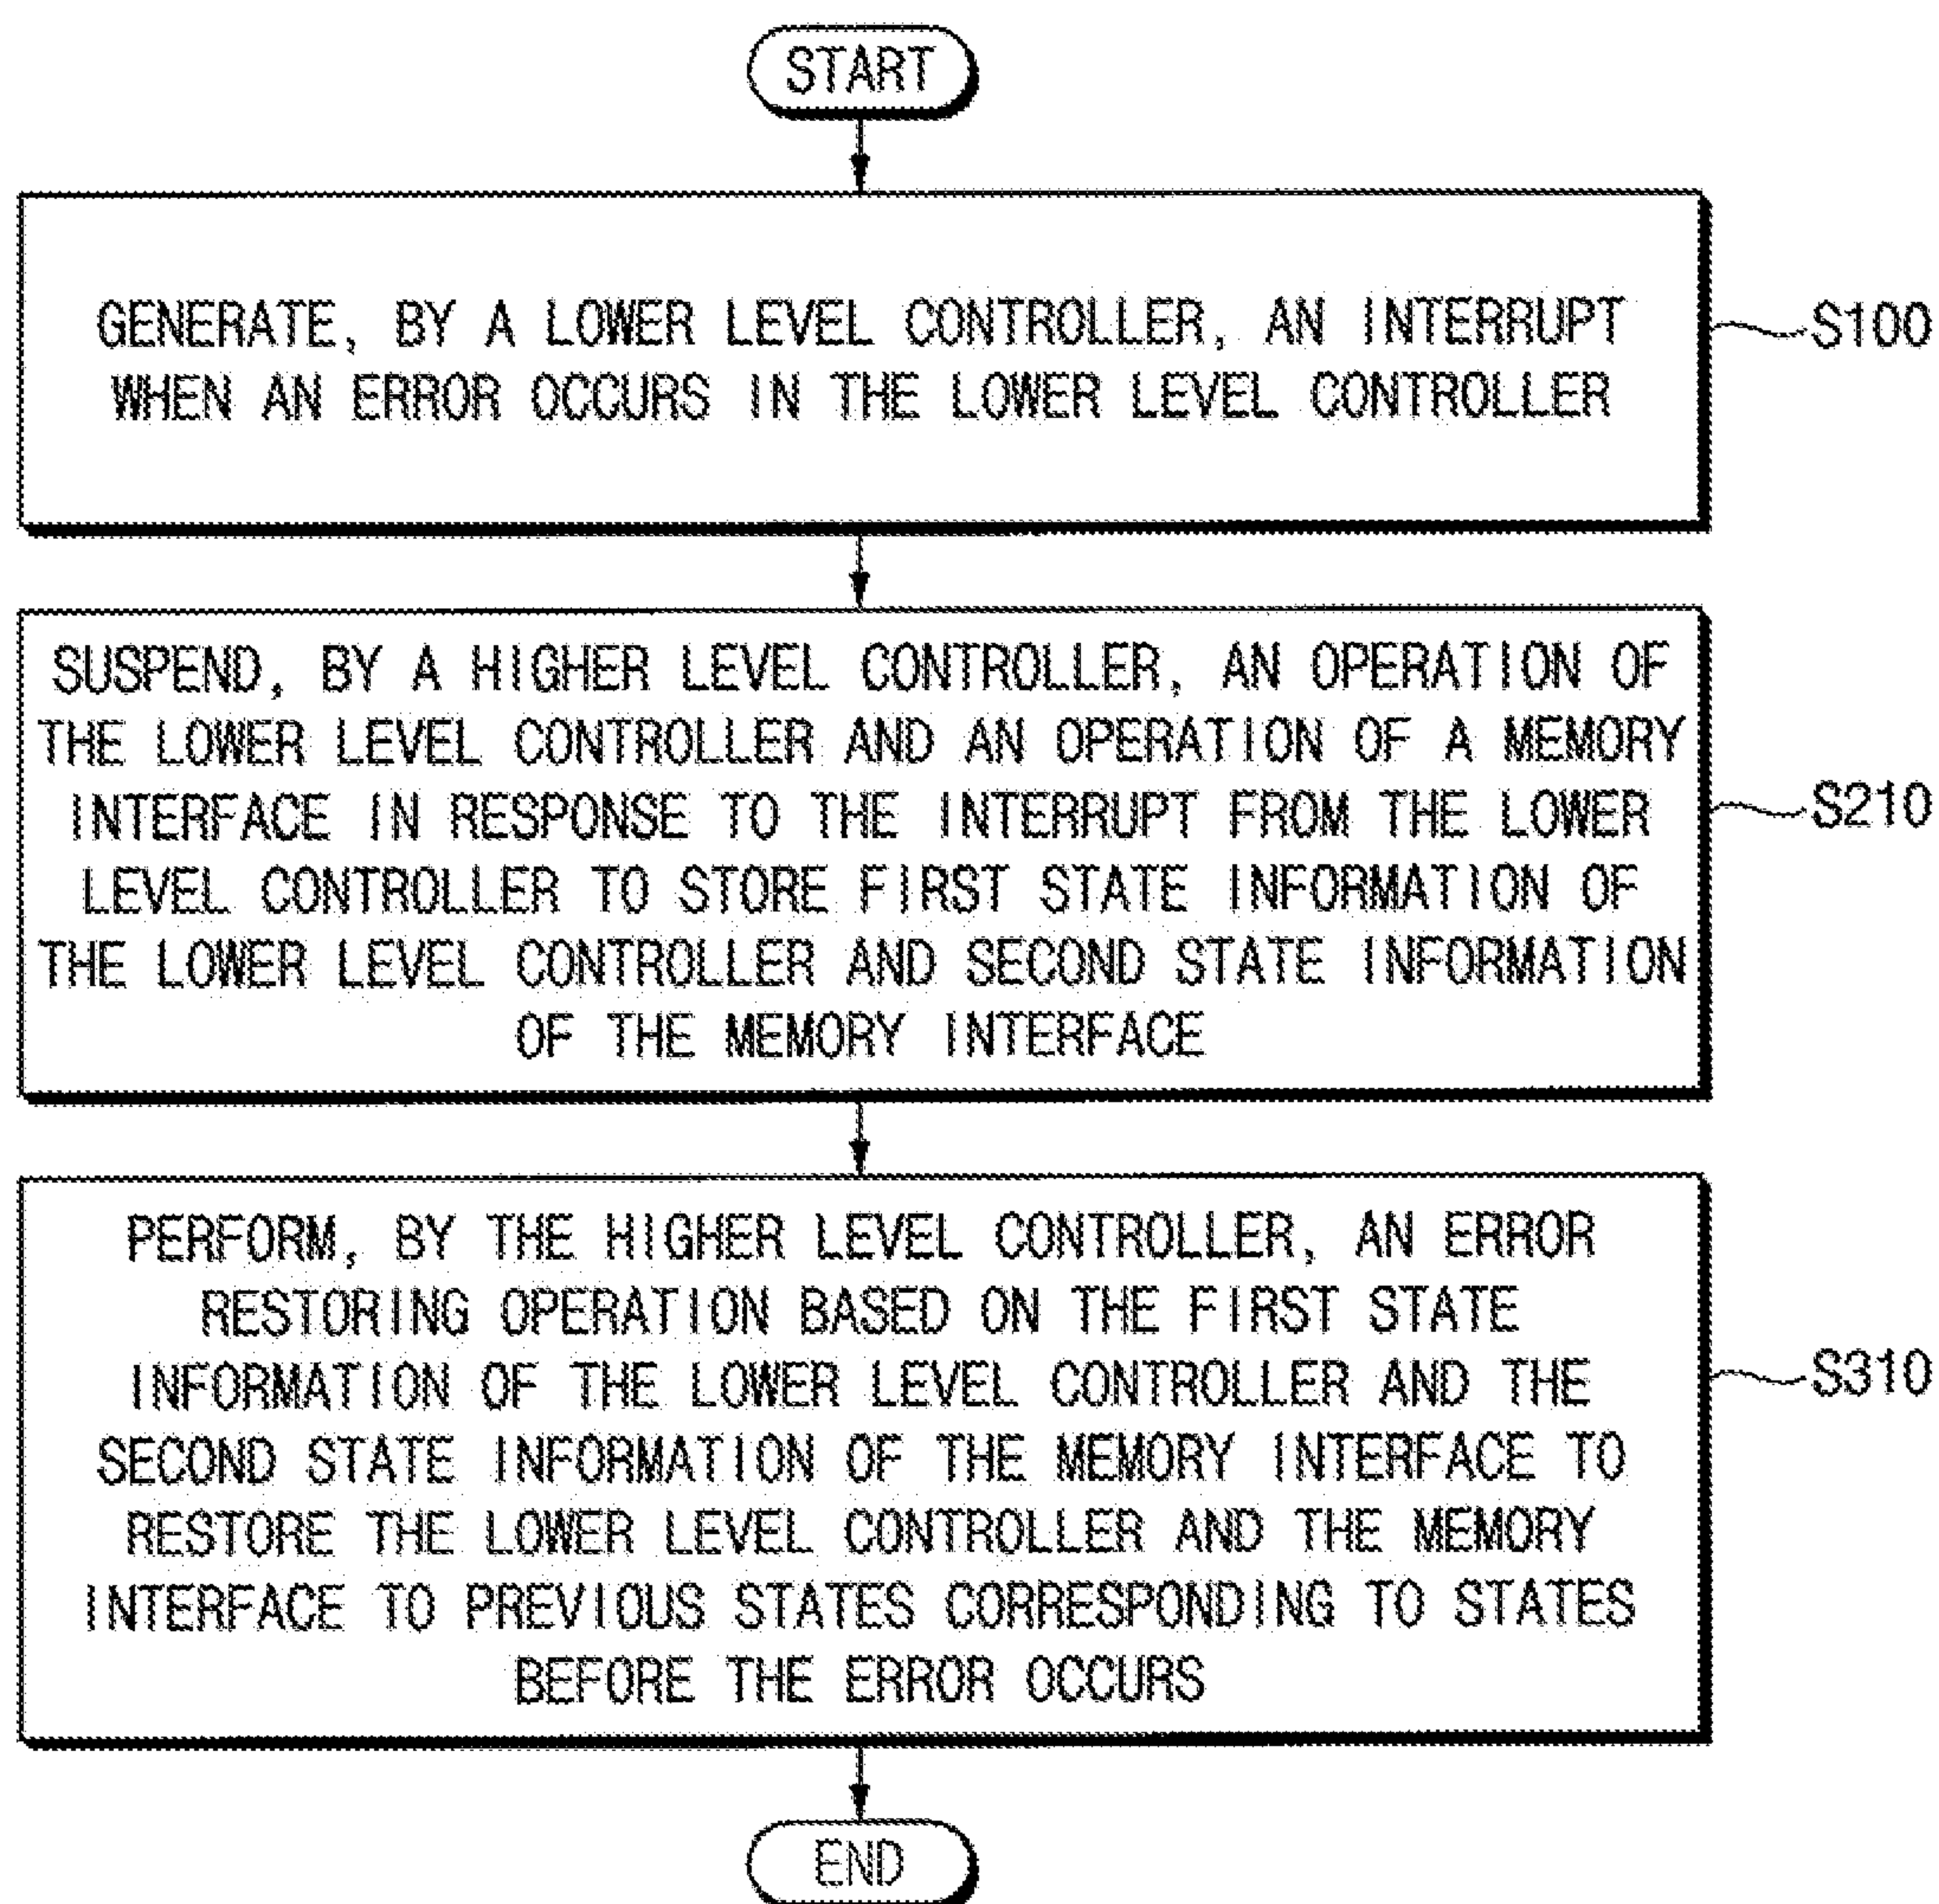 START
GENERATE, BY A LOWER LEVEL CONTROLLER, AN INTERRUPT
WHEN AN ERROR OCCURS IN THE LOWER LEVEL CONTROLLER
S100
SUSPEND, BY A HIGHER LEVEL CONTROLLER, AN OPERATION OF
THE LOWER LEVEL CONTROLLER AND AN OPERATION OF A MEMORY
INTERFACE IN RESPONSE TO THE INTERRUPT FROM THE LOWER
LEVEL CONTROLLER TO STORE FIRST STATE INFORMATION OF
THE LOWER LEVEL CONTROLLER AND SECOND STATE INFORMATION
OF THE MEMORY INTERFACE
S210
PERFORM, BY THE HIGHER LEVEL CONTROLLER, AN ERROR
RESTORING OPERATION BASED ON THE FIRST STATE
INFORMATION OF THE LOWER LEVEL CONTROLLER AND THE
SECOND STATE INFORMATION OF THE MEMORY INTERFACE TO
RESTORE THE LOWER LEVEL CONTROLLER AND THE MEMORY
INTERFACE TO PREVIOUS STATES CORRESPONDING TO STATES
BEFORE THE ERROR OCCURS
S310
END